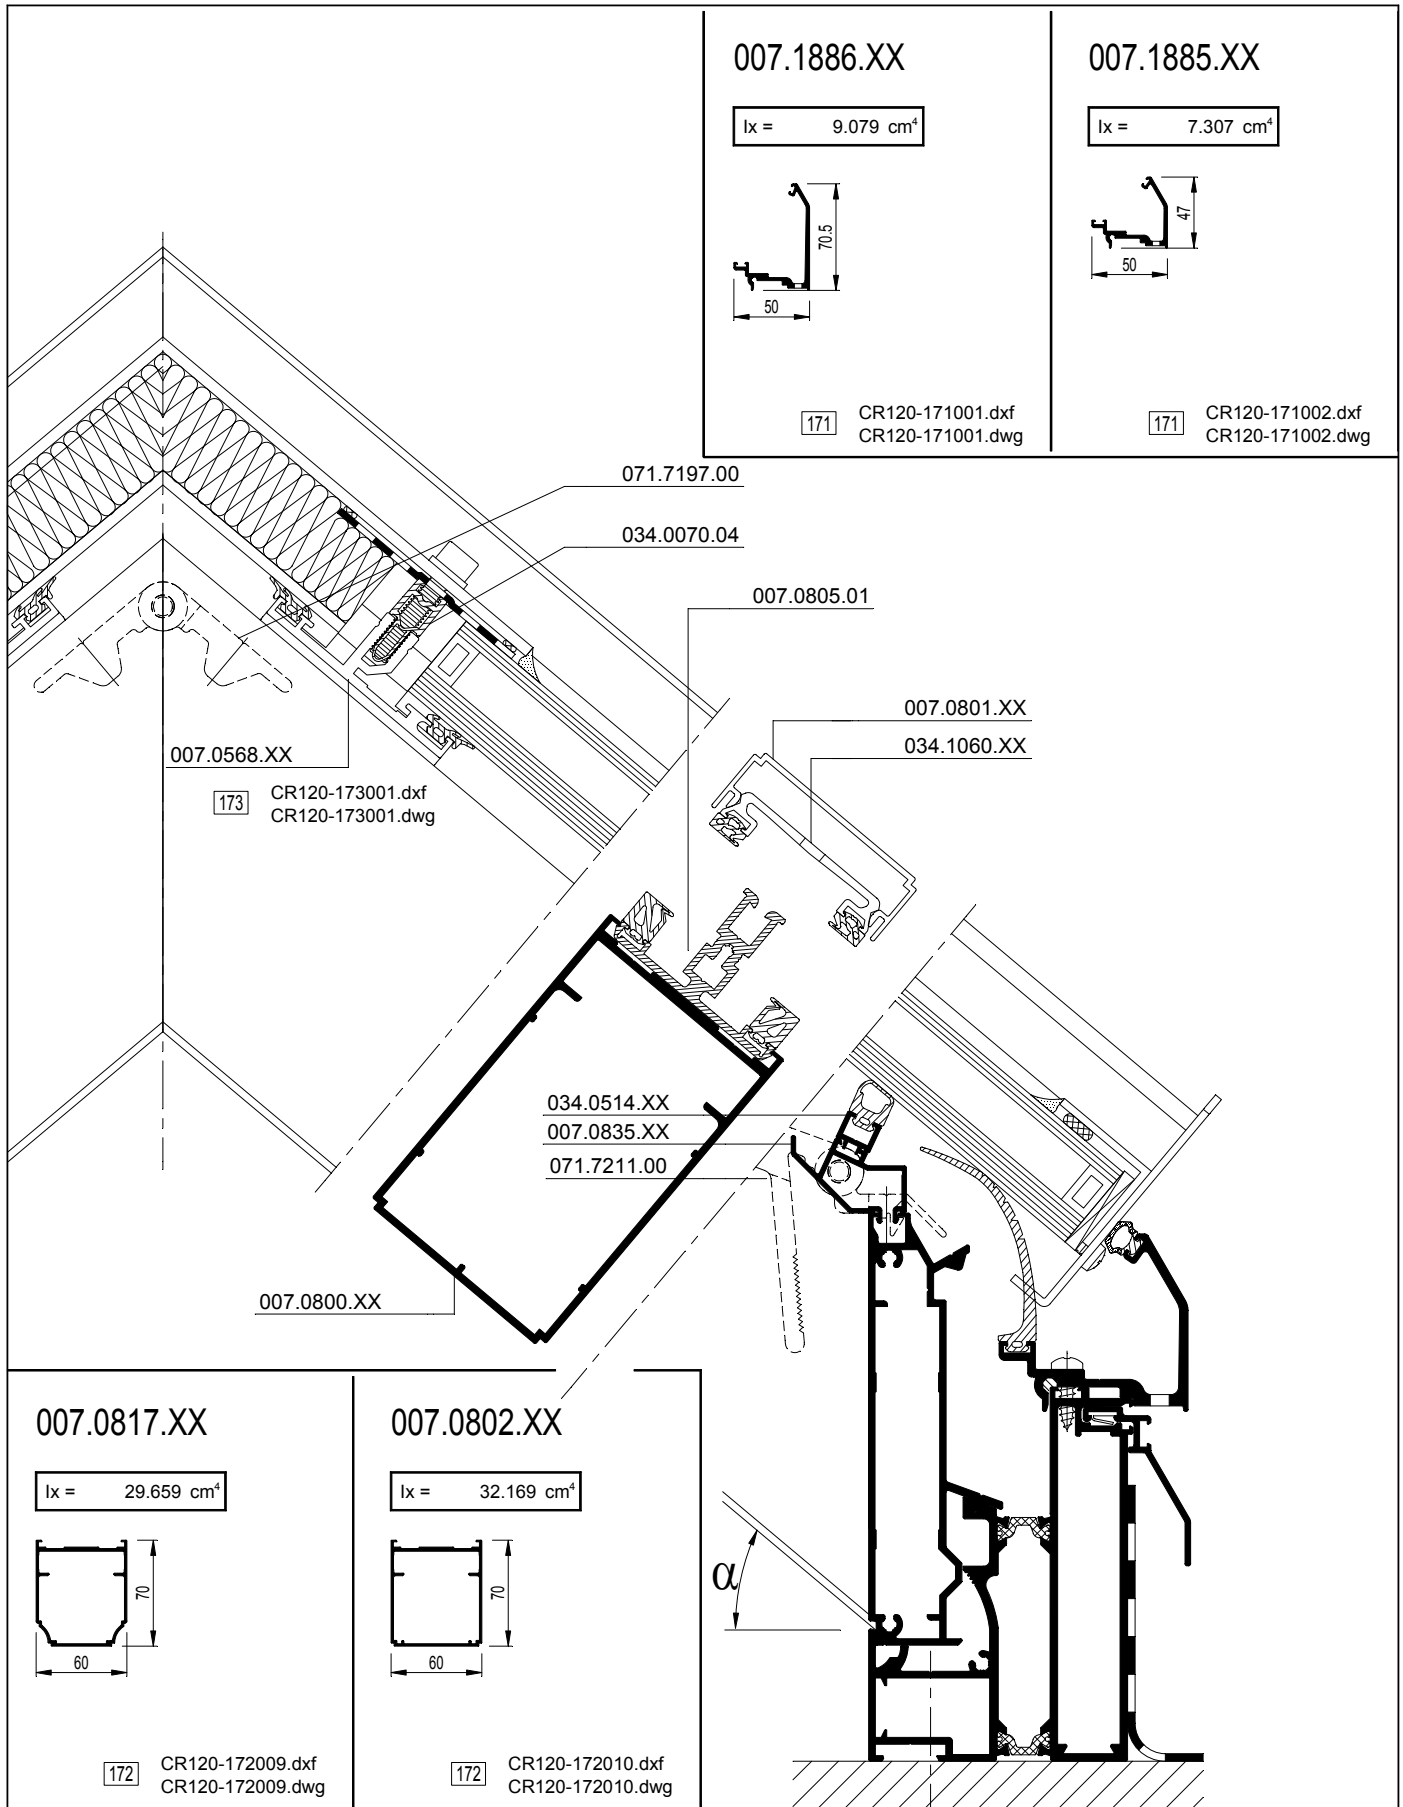 007.1886.XX
Ix = 9.079 cm⁴
70.5
50
171
CR120-171001.dxf
CR120-171001.dwg
007.1885.XX
Ix = 7.307 cm⁴
47
50
171
CR120-171002.dxf
CR120-171002.dwg
071.7197.00
034.0070.04
007.0805.01
007.0801.XX
034.1060.XX
007.0568.XX
173
CR120-173001.dxf
CR120-173001.dwg
034.0514.XX
007.0835.XX
071.7211.00
007.0800.XX
007.0817.XX
Ix = 29.659 cm⁴
70
60
172
CR120-172009.dxf
CR120-172009.dwg
007.0802.XX
Ix = 32.169 cm⁴
70
60
172
CR120-172010.dxf
CR120-172010.dwg
α